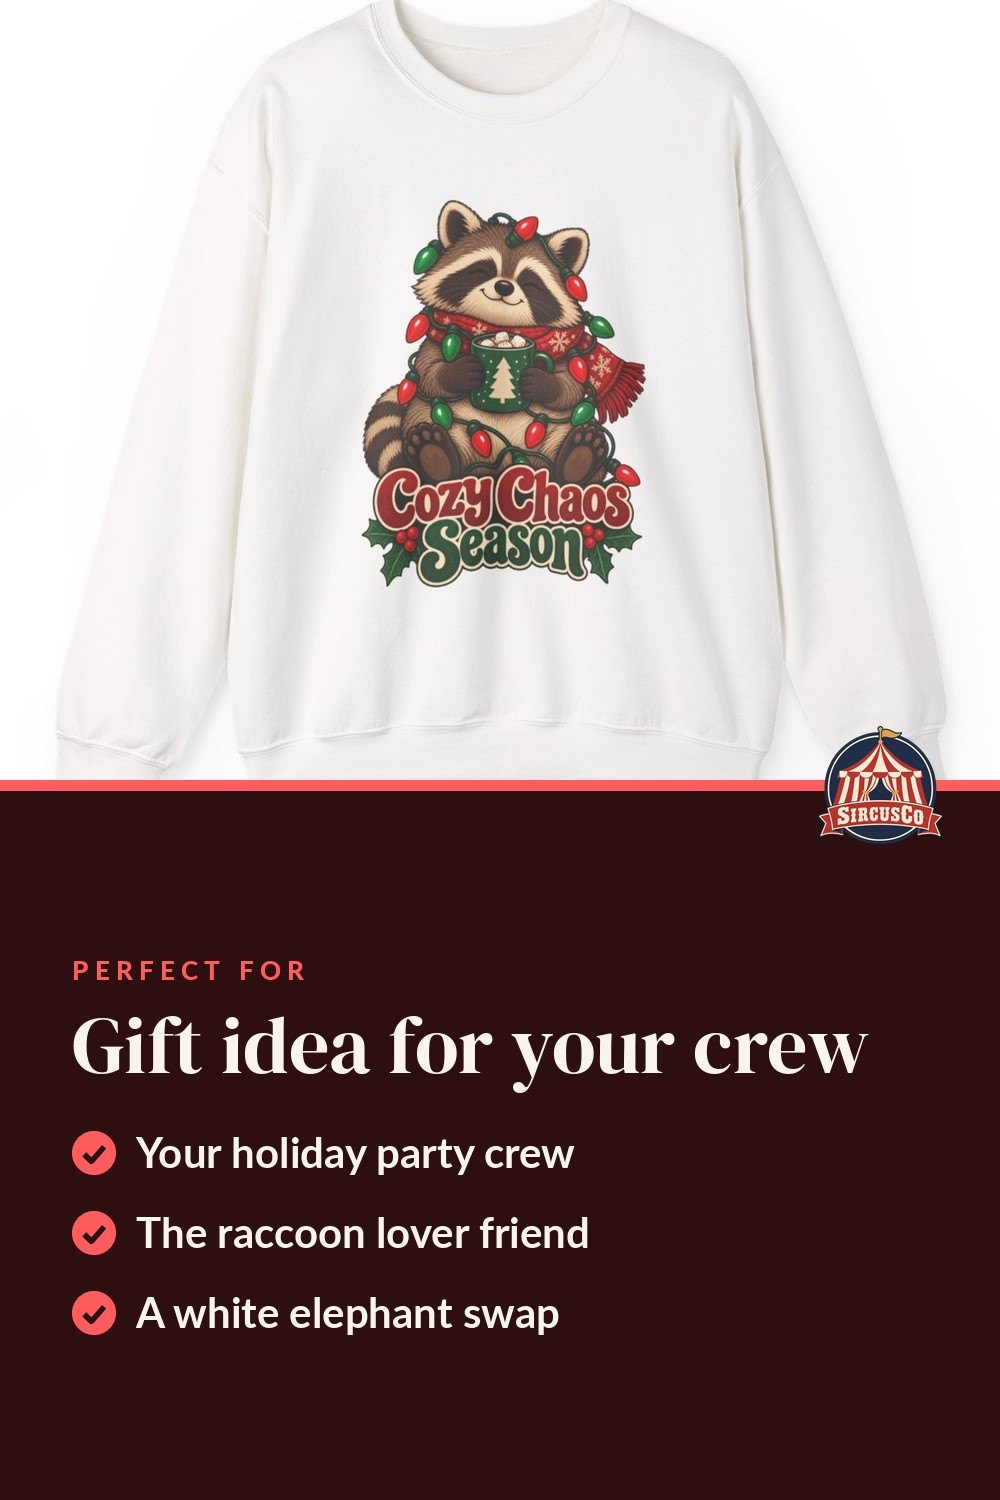 Cozy Chaos
Season
SIRCUSCO
PERFECT FOR
Gift idea for your crew
Your holiday party crew
The raccoon lover friend
A white elephant swap